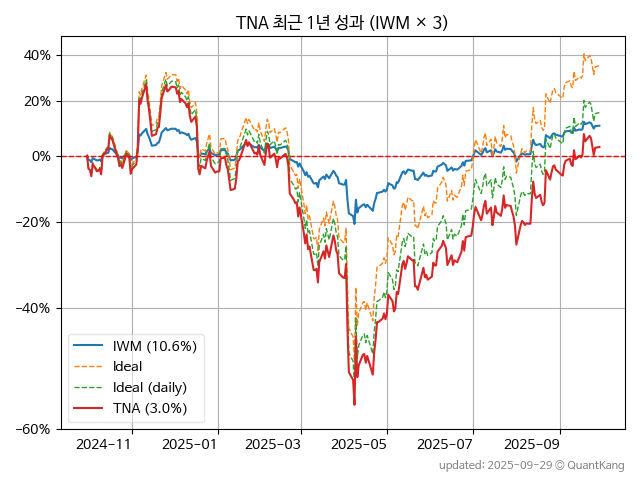 TNA 최근 1년 성과 (IWM × 3)
40%
20%
0%
−20%
−40%
−60%
IWM (10.6%)
Ideal
Ideal (daily)
TNA (3.0%)
2024-11 2025-01 2025-03 2025-05 2025-07 2025-09
updated: 2025-09-29 © QuantKang